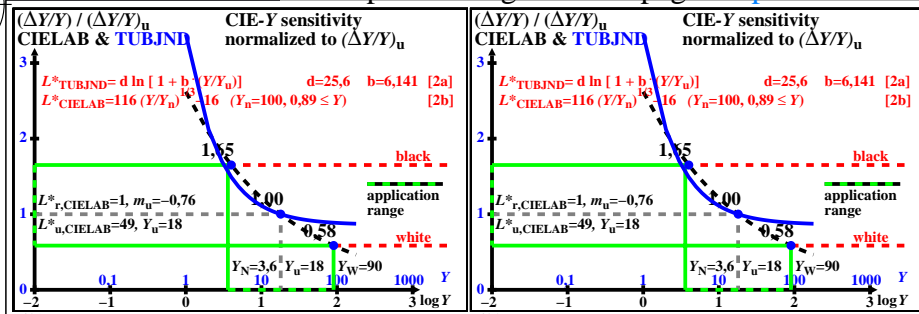 (ΔY/Y) / (ΔY/Y)u
CIELAB & TUBJND
CIE-Y sensitivity
normalized to (ΔY/Y)u
3
L*TUBJND= d ln [ 1 + b (Y/Yu)] d=25,6 b=6,141 [2a]
L*CIELAB=116 (Y/Yn)1/3−16 (Yn=100, 0,89 ≤ Y) [2b]
2
1,65
black
application
range
L*r,CIELAB=1, mu=−0,76
,00
1
L*u,CIELAB=49, Yu=18
0,58
white
YN=3,6 Yu=18 YW=90
0,1 1 10 100 1000 Y
0
−2 −1 0 1 2 3 log Y
(ΔY/Y) / (ΔY/Y)u
CIELAB & TUBJND
CIE-Y sensitivity
normalized to (ΔY/Y)u
3
L*TUBJND= d ln [ 1 + b (Y/Yu)] d=25,6 b=6,141 [2a]
L*CIELAB=116 (Y/Yn)1/3−16 (Yn=100, 0,89 ≤ Y) [2b]
2
1,65
black
application
range
L*r,CIELAB=1, mu=−0,76
,00
1
L*u,CIELAB=49, Yu=18
0,58
white
YN=3,6 Yu=18 YW=90
0,1 1 10 100 1000 Y
0
−2 −1 0 1 2 3 log Y